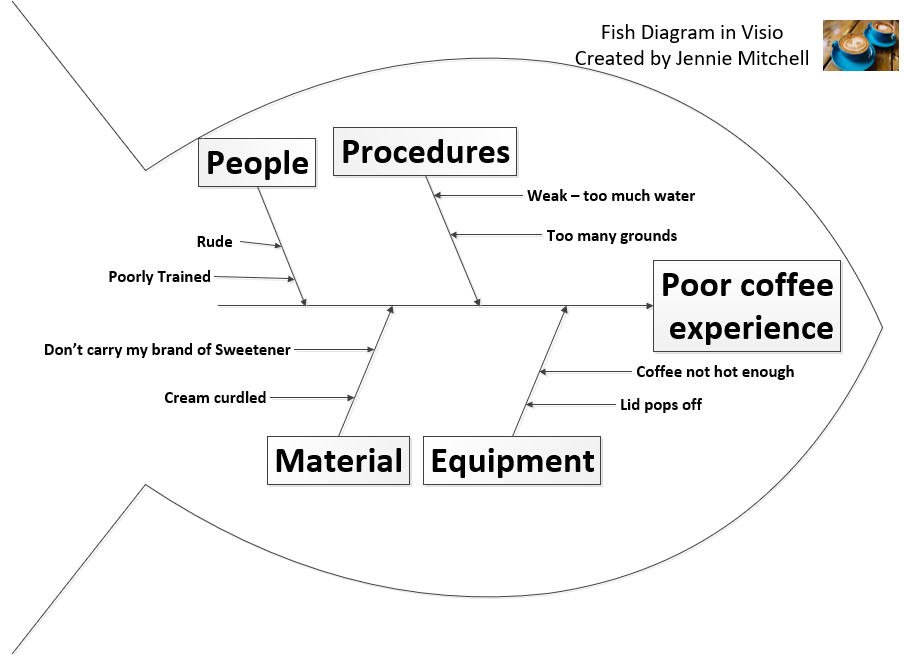 Fish Diagram in Visio
Created by Jennie Mitchell
People
Procedures
Weak – too much water
Rude
Too many grounds
Poorly Trained
Poor coffee
experience
Don’t carry my brand of Sweetener
Coffee not hot enough
Cream curdled
Lid pops off
Material
Equipment